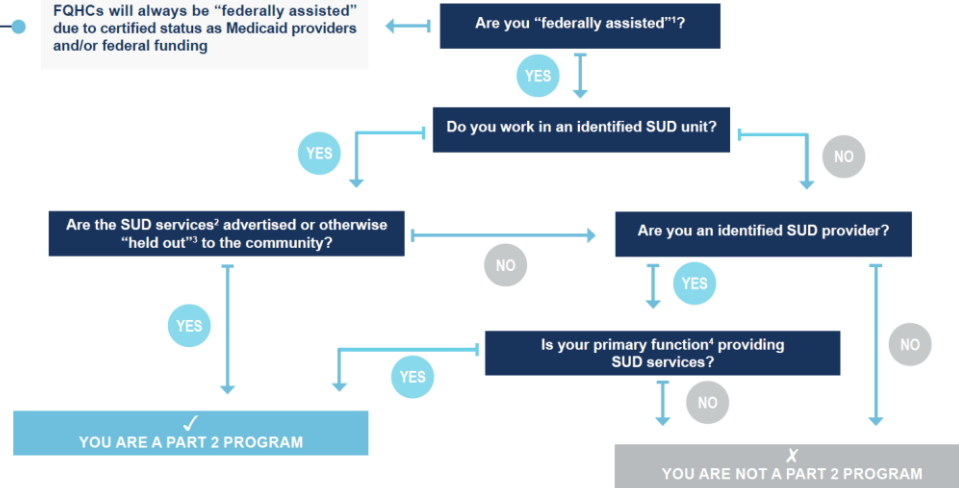 FQHCs will always be “federally assisted”
due to certified status as Medicaid providers
and/or federal funding
Are you “federally assisted”¹?
YES
Do you work in an identified SUD unit?
YES
NO
Are the SUD services² advertised or otherwise
“held out”³ to the community?
Are you an identified SUD provider?
NO
YES
YES
NO
Is your primary function⁴ providing
SUD services?
YES
NO
✓
YOU ARE A PART 2 PROGRAM
✗
YOU ARE NOT A PART 2 PROGRAM